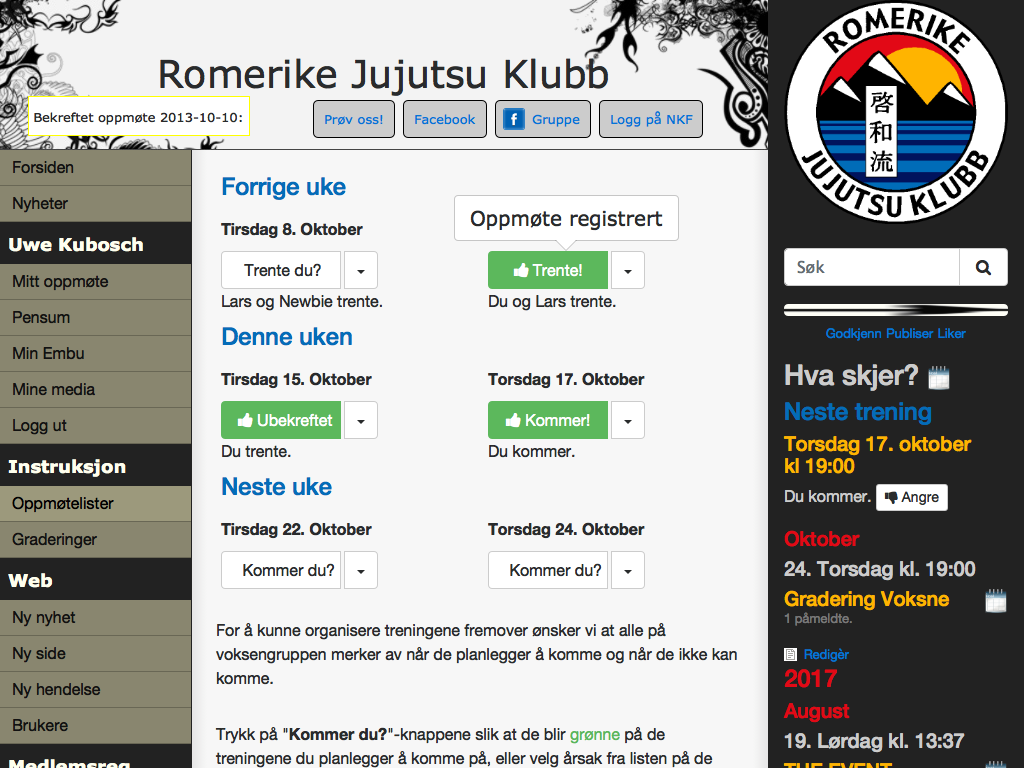 Romerike Jujutsu Klubb
Bekreftet oppmøte 2013-10-10:
Prøv oss!
Facebook
Gruppe
Logg på NKF
ROMERIKE
啓和流
JUJUTSU KLUBB
Forsiden
Nyheter
Uwe Kubosch
Mitt oppmøte
Pensum
Min Embu
Mine media
Logg ut
Instruksjon
Oppmøtelister
Graderinger
Web
Ny nyhet
Ny side
Ny hendelse
Brukere
Medlemsreg
Forrige uke
Tirsdag 8. Oktober
Oppmøte registrert
Trente du?
Trente!
Lars og Newbie trente.
Du og Lars trente.
Denne uken
Tirsdag 15. Oktober
Torsdag 17. Oktober
Ubekreftet
Kommer!
Du trente.
Du kommer.
Neste uke
Tirsdag 22. Oktober
Torsdag 24. Oktober
Kommer du?
Kommer du?
For å kunne organisere treningene fremover ønsker vi at alle på
voksengruppen merker av når de planlegger å komme og når de ikke kan
komme.
Trykk på "Kommer du?"-knappene slik at de blir grønne på de
treningene du planlegger å komme på, eller velg årsak fra listen på de
Søk
Godkjenn Publiser Liker
Hva skjer?
Neste trening
Torsdag 17. oktober
kl 19:00
Du kommer. Angre
Oktober
24. Torsdag kl. 19:00
Gradering Voksne
1 påmeldte.
Redigèr
2017
August
19. Lørdag kl. 13:37
THE EVENT